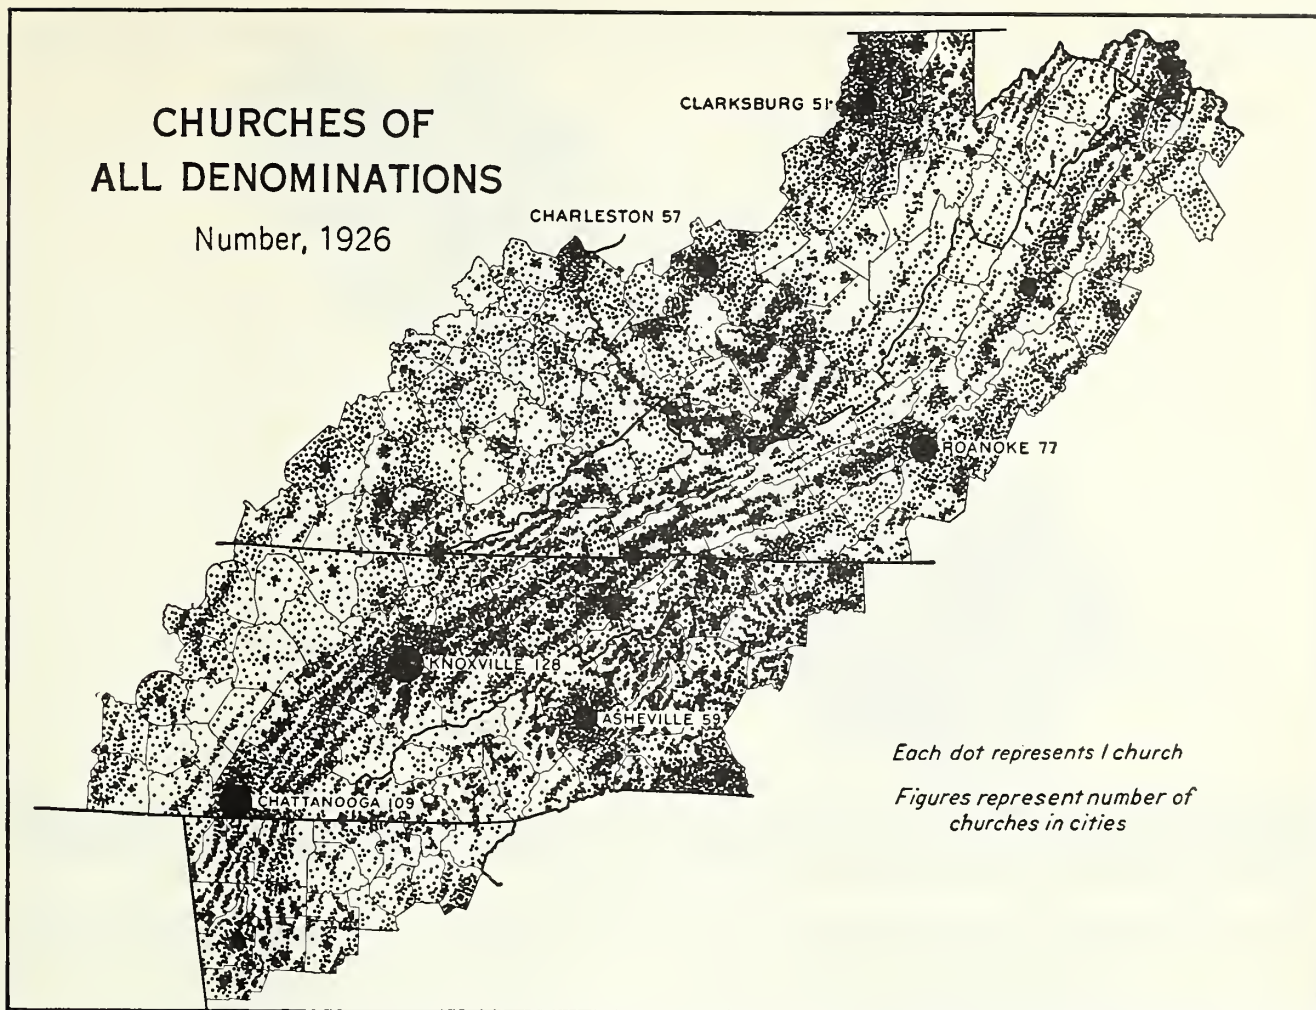 CHURCHES OF
ALL DENOMINATIONS
Number, 1926
CLARKSBURG 51
CHARLESTON 57
ROANOKE 77
KNOXVILLE 128
ASHEVILLE 59
CHATTANOOGA 109
Each dot represents 1 church
Figures represent number of
churches in cities